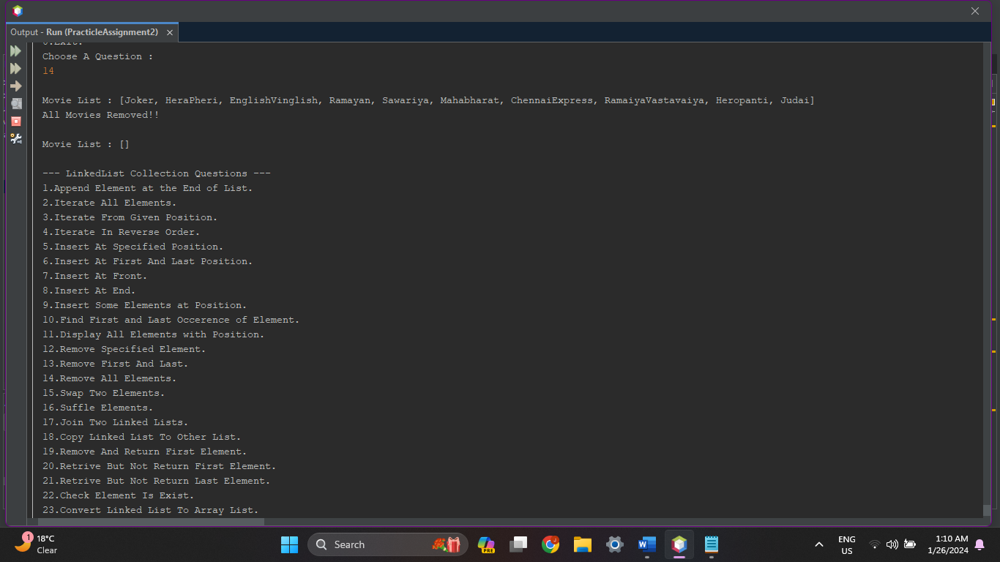 Output - Run (PracticleAssignment2)
0.Exit.
Choose A Question :
14
Movie List : [Joker, HeraPheri, EnglishVinglish, Ramayan, Sawariya, Mahabharat, ChennaiExpress, RamaiyaVastavaiya, Heropanti, Judai]
All Movies Removed!!
Movie List : []
--- LinkedList Collection Questions ---
1.Append Element at the End of List.
2.Iterate All Elements.
3.Iterate From Given Position.
4.Iterate In Reverse Order.
5.Insert At Specified Position.
6.Insert At First And Last Position.
7.Insert At Front.
8.Insert At End.
9.Insert Some Elements at Position.
10.Find First and Last Occerence of Element.
11.Display All Elements with Position.
12.Remove Specified Element.
13.Remove First And Last.
14.Remove All Elements.
15.Swap Two Elements.
16.Suffle Elements.
17.Join Two Linked Lists.
18.Copy Linked List To Other List.
19.Remove And Return First Element.
20.Retrive But Not Return First Element.
21.Retrive But Not Return Last Element.
22.Check Element Is Exist.
23.Convert Linked List To Array List.
1
18°C
Clear
Search
PRE
ENG
US
1:10 AM
1/26/2024